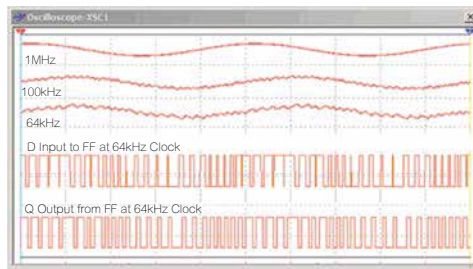 Oscilloscope-XSC1
1MHz
100kHz
64kHz
D Input to FF at 64kHz Clock
Q Output from FF at 64kHz Clock